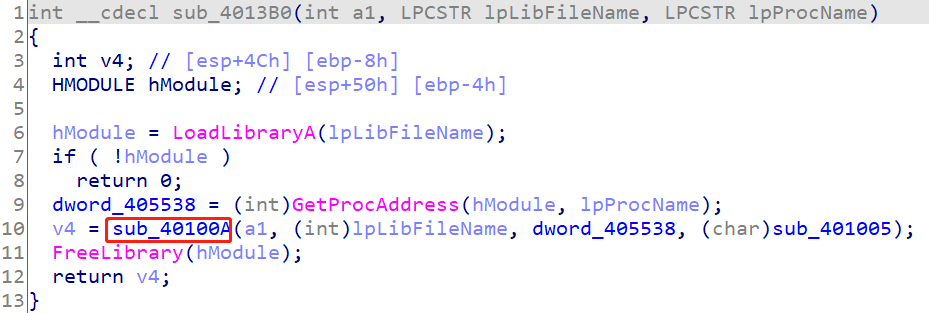 1 int __cdecl sub_4013B0(int a1, LPCSTR lpLibFileName, LPCSTR lpProcName)
2 {
3   int v4; // [esp+4Ch] [ebp-8h]
4   HMODULE hModule; // [esp+50h] [ebp-4h]
5
6   hModule = LoadLibraryA(lpLibFileName);
7   if ( !hModule )
8     return 0;
9   dword_405538 = (int)GetProcAddress(hModule, lpProcName);
10   v4 = sub_40100A(a1, (int)lpLibFileName, dword_405538, (char)sub_401005);
11   FreeLibrary(hModule);
12   return v4;
13 }